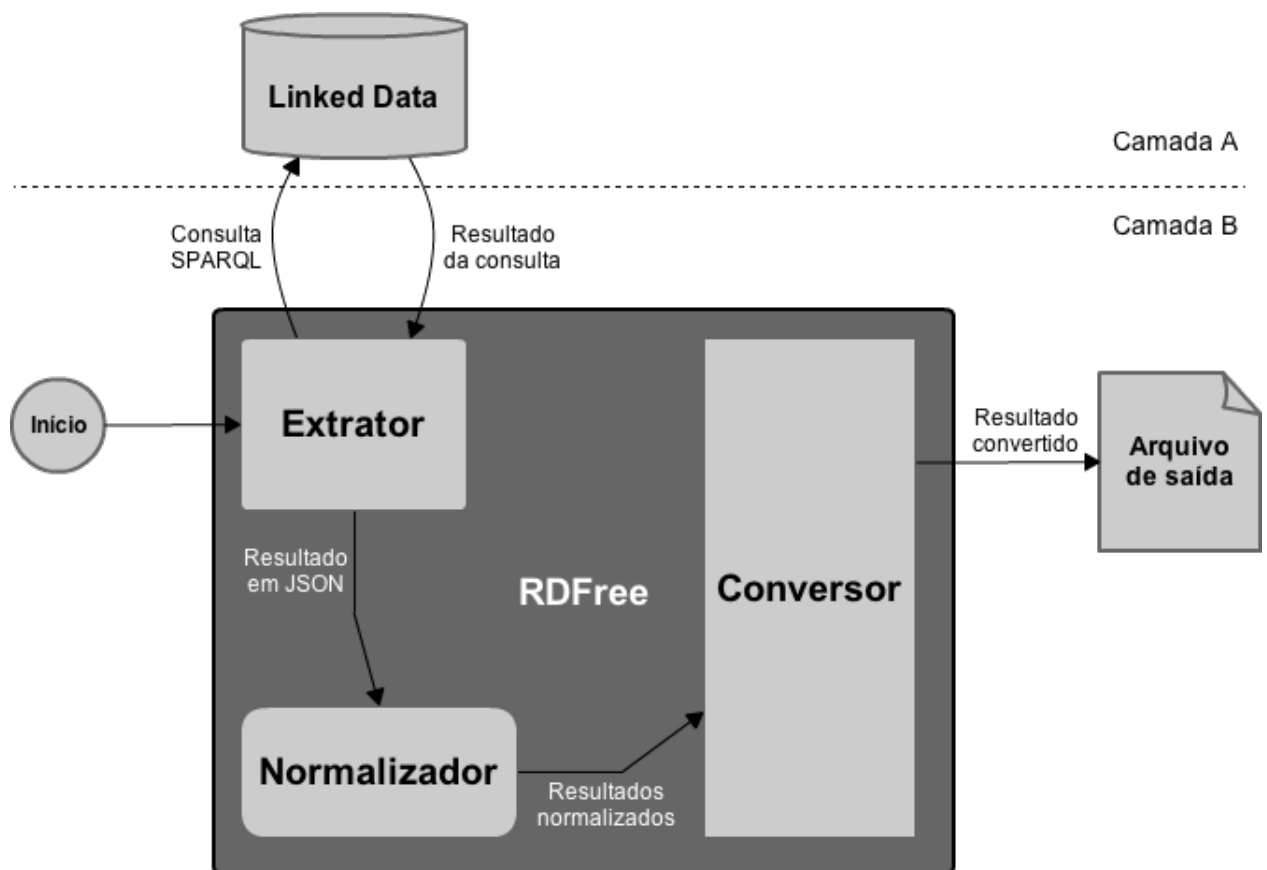 Linked Data
Camada A
Camada B
Consulta
SPARQL
Resultado
da consulta
Início
Extrator
Resultado
convertido
Arquivo
de saída
Resultado
em JSON
RDFree
Conversor
Normalizador
Resultados
normalizados